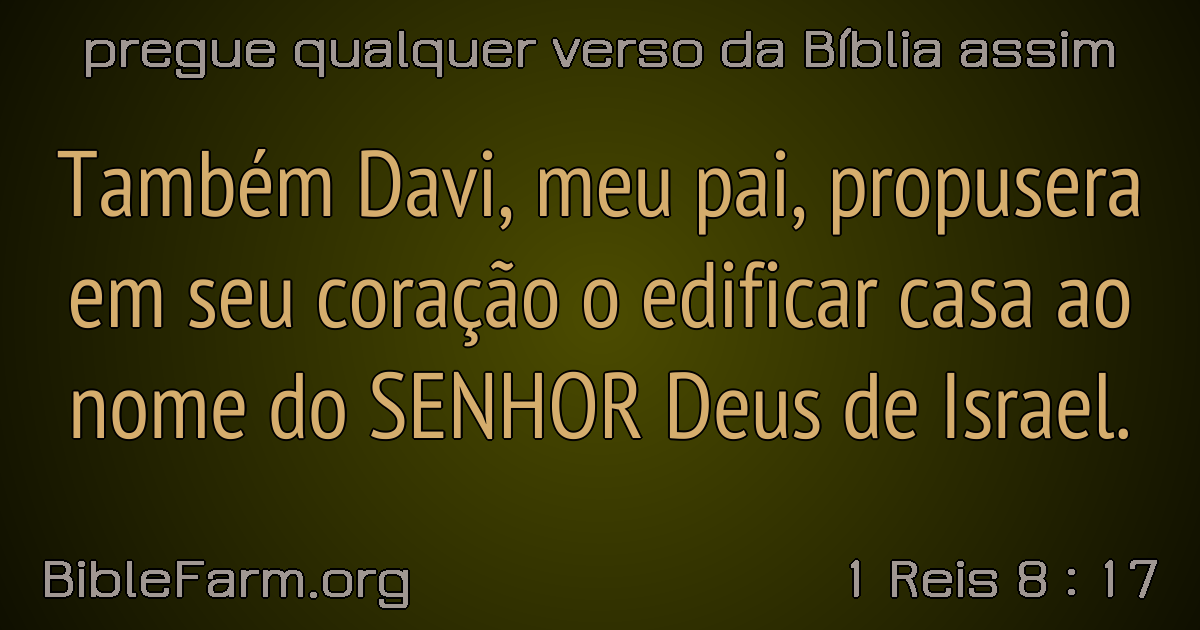 pregue qualquer verso da Bíblia assim
Também Davi, meu pai, propusera
em seu coração o edificar casa ao
nome do SENHOR Deus de Israel.
BibleFarm.org
1 Reis 8 : 17